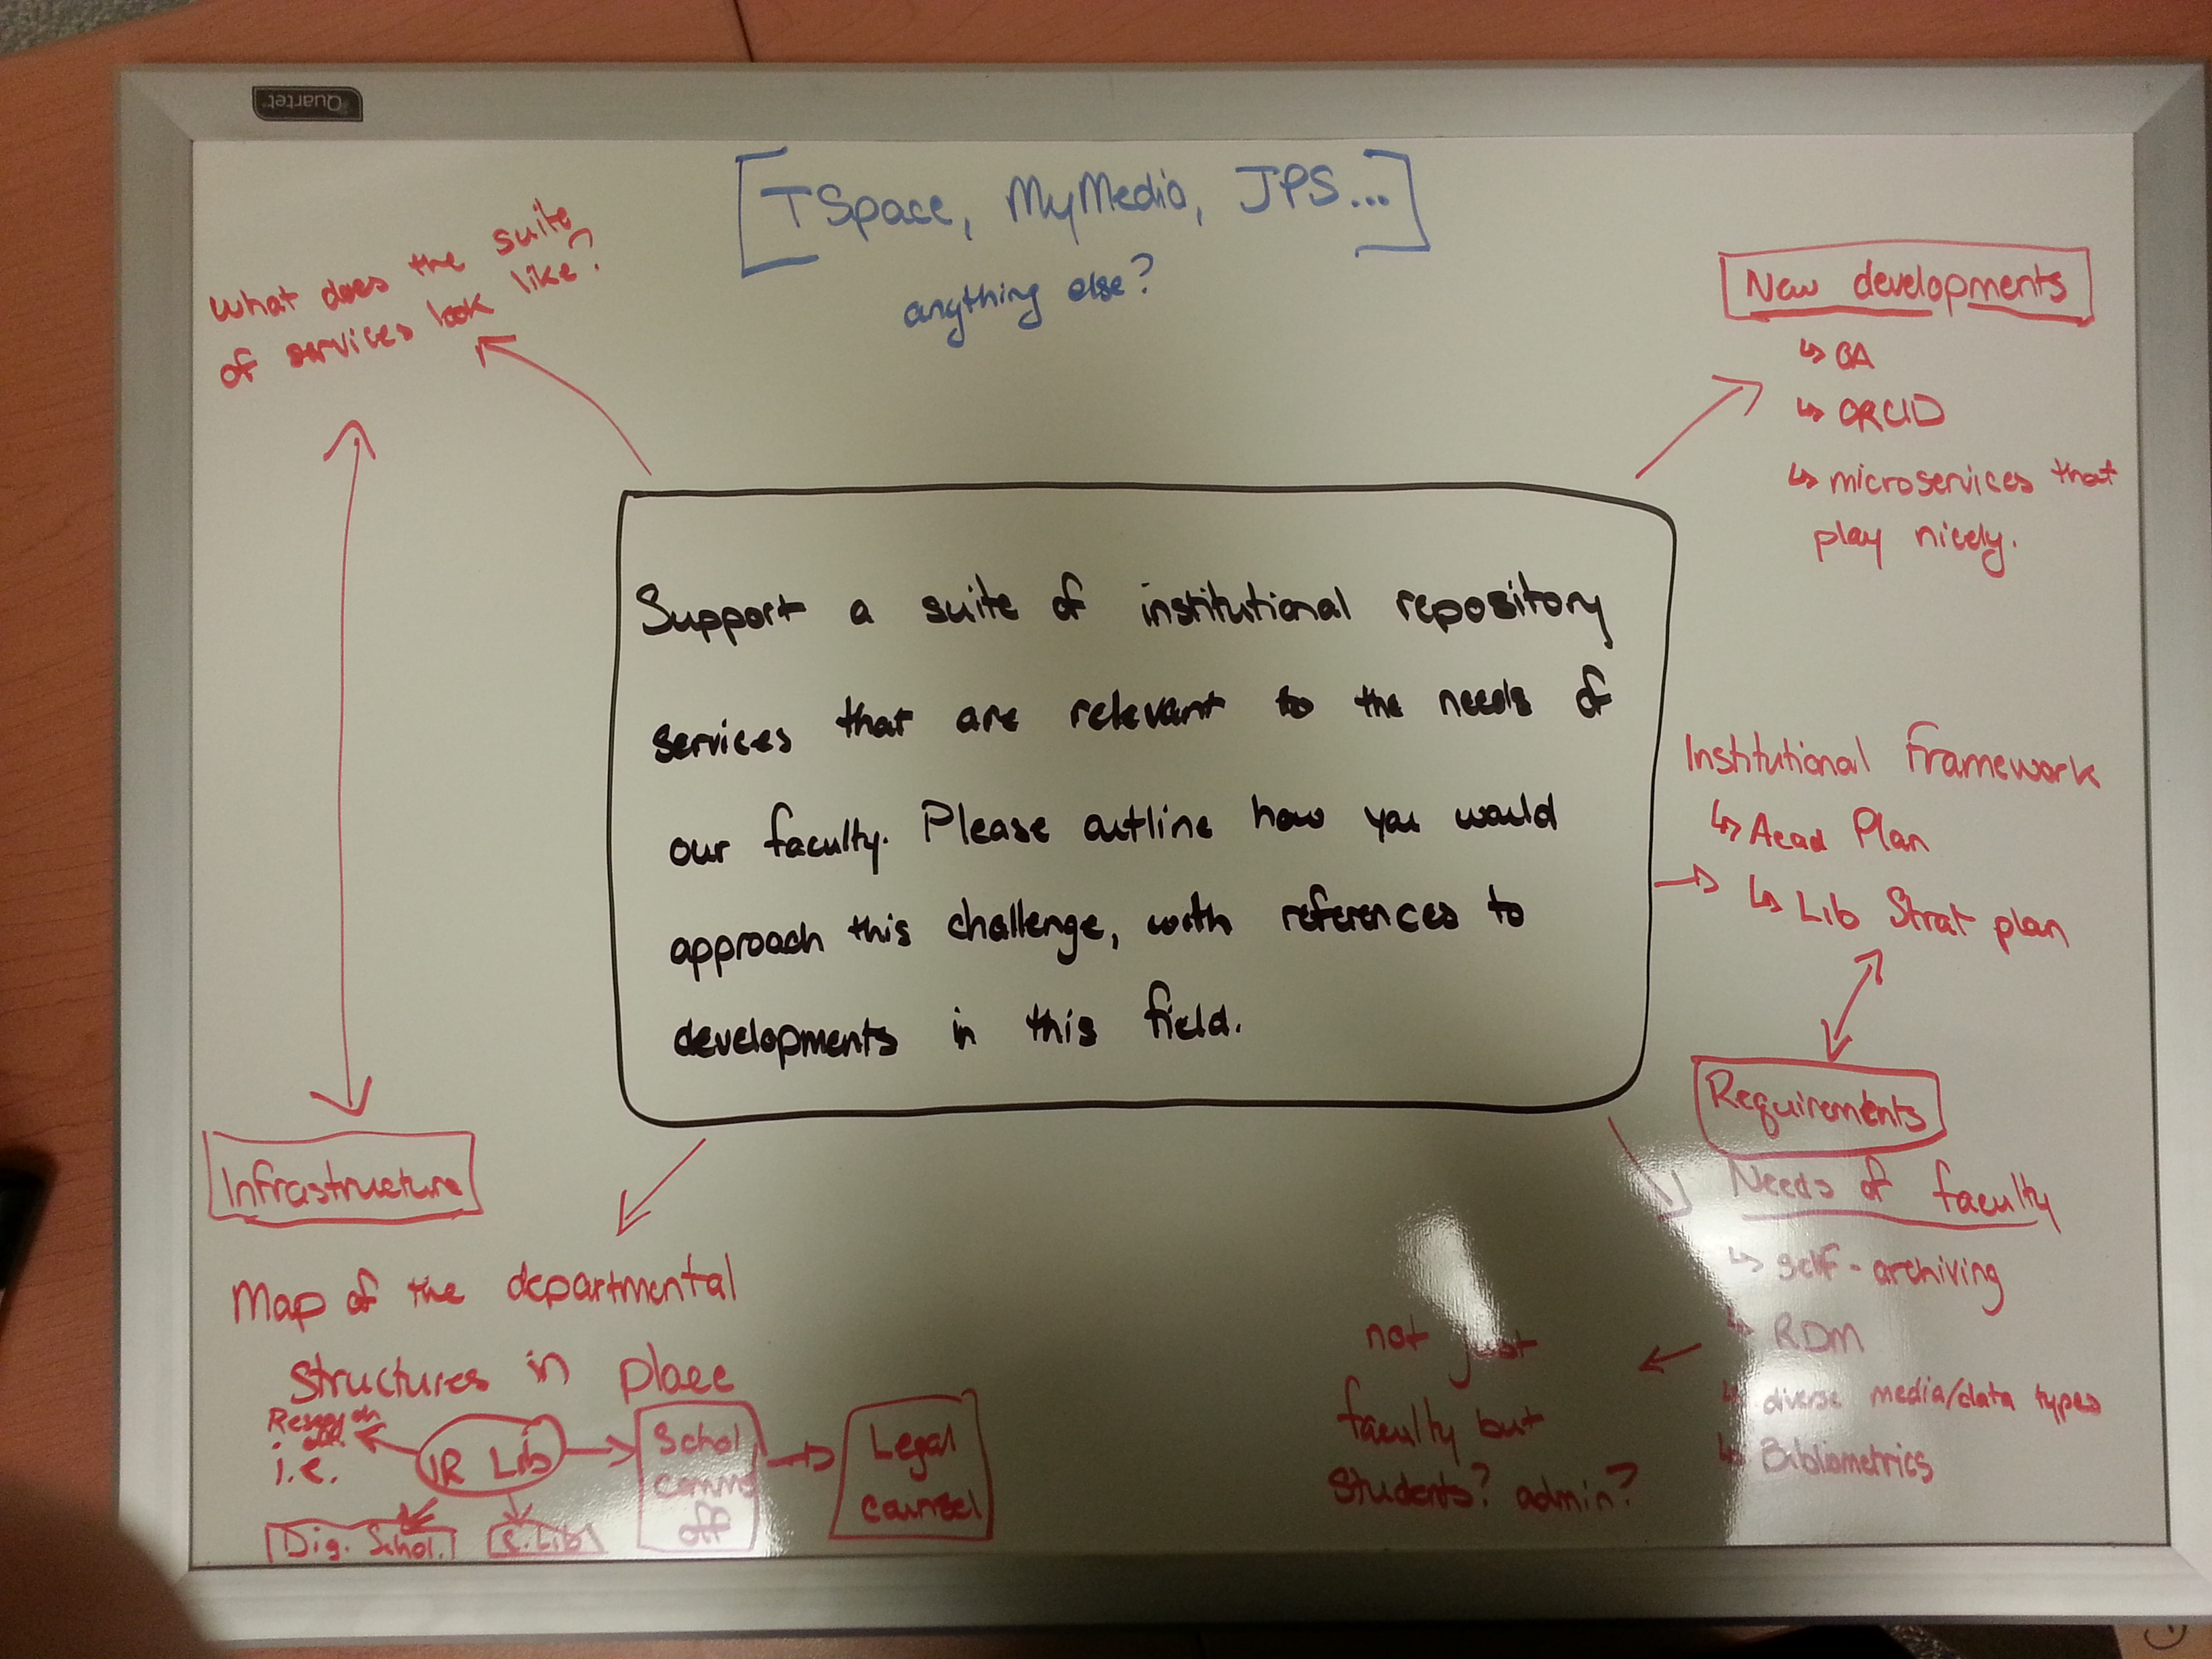 Quartet
[TSpace, MyMedia, JPS...]
anything else?
What does the suite
of services look like?
New developments
↳ OA
↳ ORCID
↳ microservices that
play nicely.
Support a suite of institutional repository
services that are relevant to the needs of
our faculty. Please outline how you would
approach this challenge, with references to
developments in this field.
Institutional Framework
↳ Acad Plan
↳ Lib Strat plan
Requirements
Needs of faculty
↳ self-archiving
↳ RDM
↳ diverse media/data types
↳ Bibliometrics
not just
faculty but
students? admin?
Infrastructure
Map of the departmental
structures in place
Research
i.e.
IR Lib
Schol
comms
off
Legal
counsel
Dig. Schol.